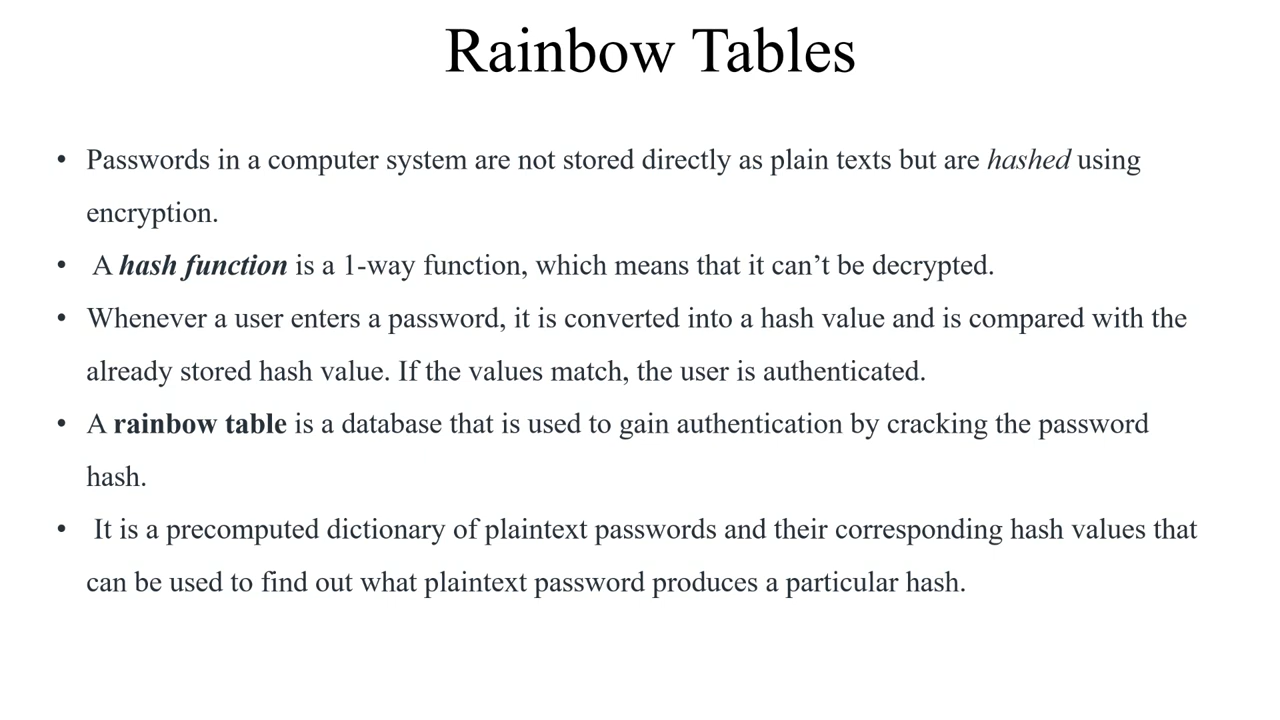 Rainbow Tables
• Passwords in a computer system are not stored directly as plain texts but are hashed using
encryption.
• A hash function is a 1-way function, which means that it can’t be decrypted.
• Whenever a user enters a password, it is converted into a hash value and is compared with the
already stored hash value. If the values match, the user is authenticated.
• A rainbow table is a database that is used to gain authentication by cracking the password
hash.
• It is a precomputed dictionary of plaintext passwords and their corresponding hash values that
can be used to find out what plaintext password produces a particular hash.